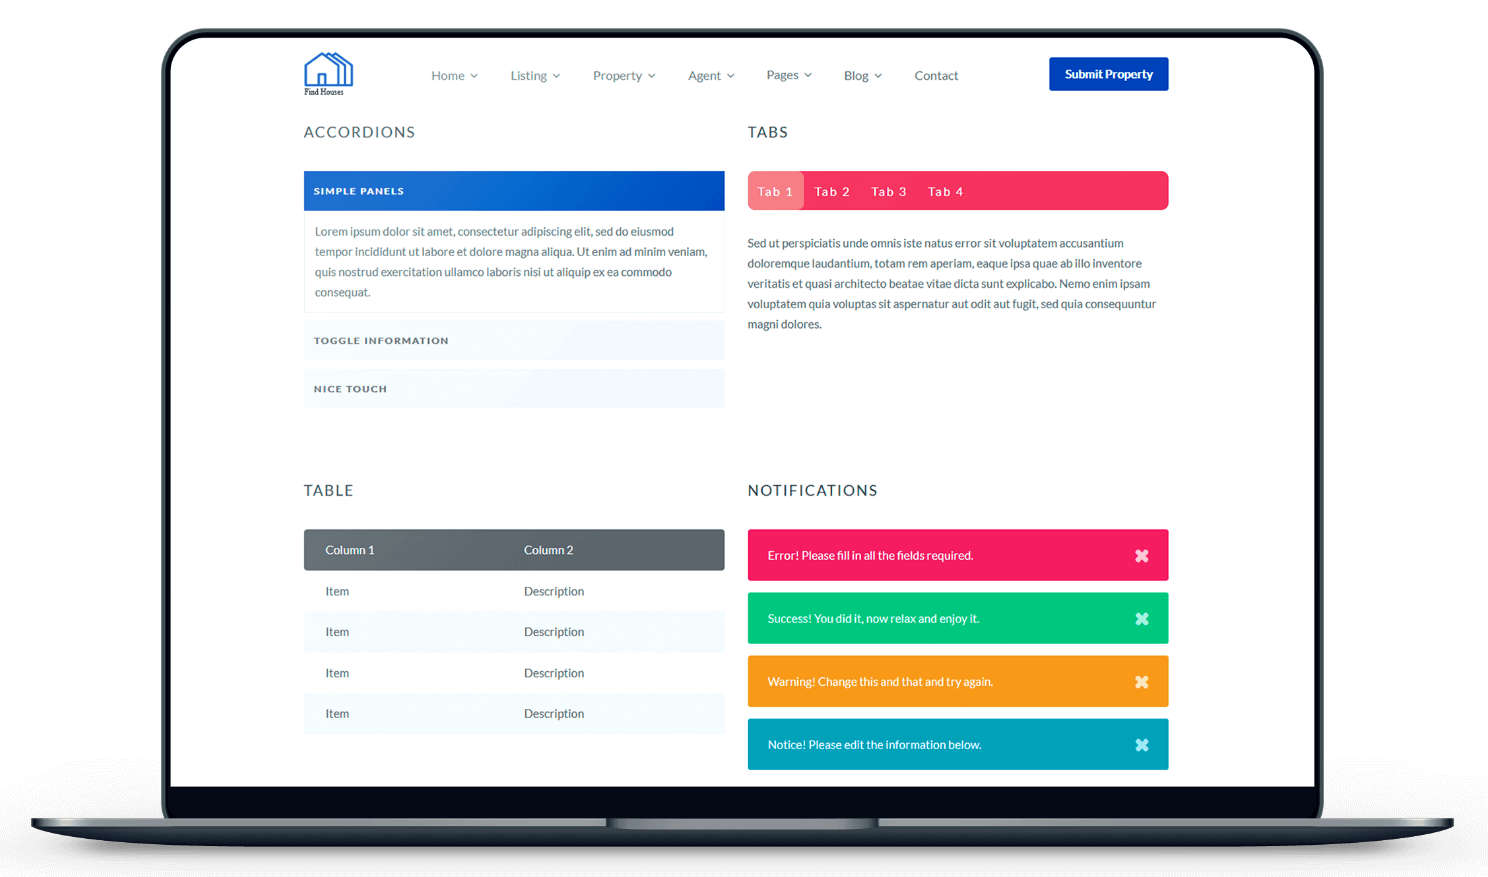 Find Houses
Home
Listing
Property
Agent
Pages
Blog
Contact
Submit Property
ACCORDIONS
SIMPLE PANELS
Lorem ipsum dolor sit amet, consectetur adipiscing elit, sed do eiusmod
tempor incididunt ut labore et dolore magna aliqua. Ut enim ad minim veniam,
quis nostrud exercitation ullamco laboris nisi ut aliquip ex ea commodo
consequat.
TOGGLE INFORMATION
NICE TOUCH
TABS
Tab 1 Tab 2 Tab 3 Tab 4
Sed ut perspiciatis unde omnis iste natus error sit voluptatem accusantium
doloremque laudantium, totam rem aperiam, eaque ipsa quae ab illo inventore
veritatis et quasi architecto beatae vitae dicta sunt explicabo. Nemo enim ipsam
voluptatem quia voluptas sit aspernatur aut odit aut fugit, sed quia consequuntur
magni dolores.
TABLE
Column 1 Column 2
Item Description
Item Description
Item Description
Item Description
NOTIFICATIONS
Error! Please fill in all the fields required.
Success! You did it, now relax and enjoy it.
Warning! Change this and that and try again.
Notice! Please edit the information below.